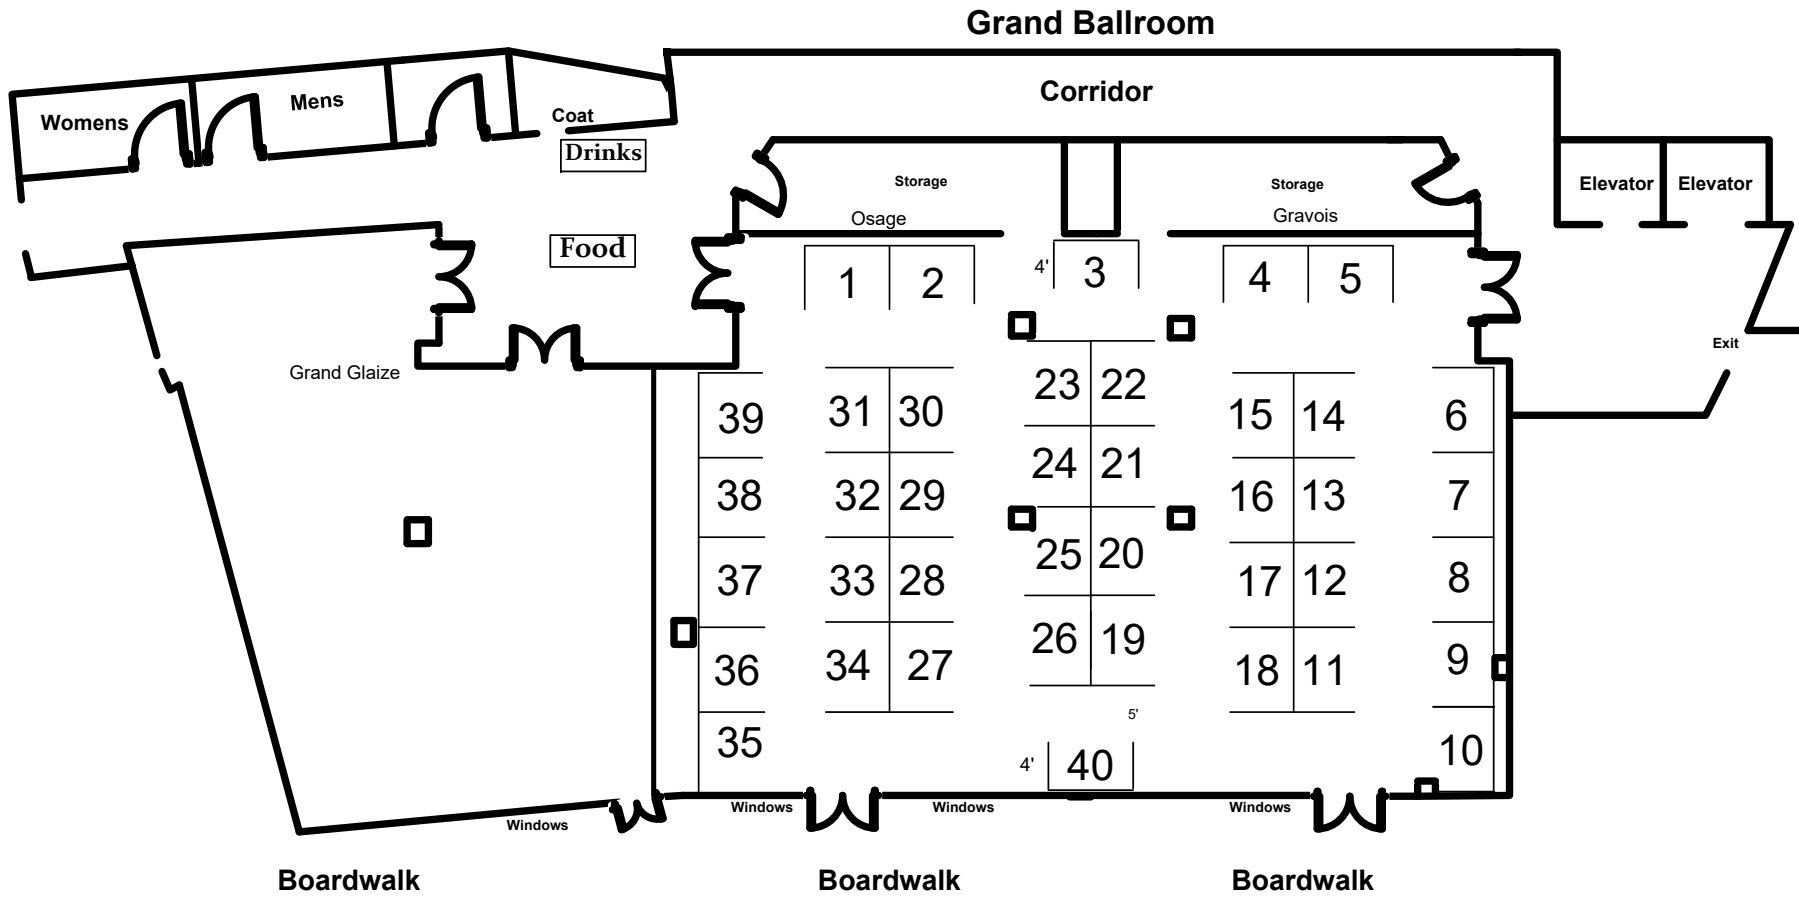 Grand Ballroom
Corridor
Womens
Mens
Coat
Drinks
Storage
Storage
Elevator
Elevator
Osage
Gravois
Food
1
2
4'
3
4
5
Exit
Grand Glaize
39
31
30
23
22
15
14
6
38
32
29
24
21
16
13
7
37
33
28
25
20
17
12
8
36
34
27
26
19
18
11
9
5'
35
4'
40
10
Windows
Windows
Windows
Windows
Boardwalk
Boardwalk
Boardwalk